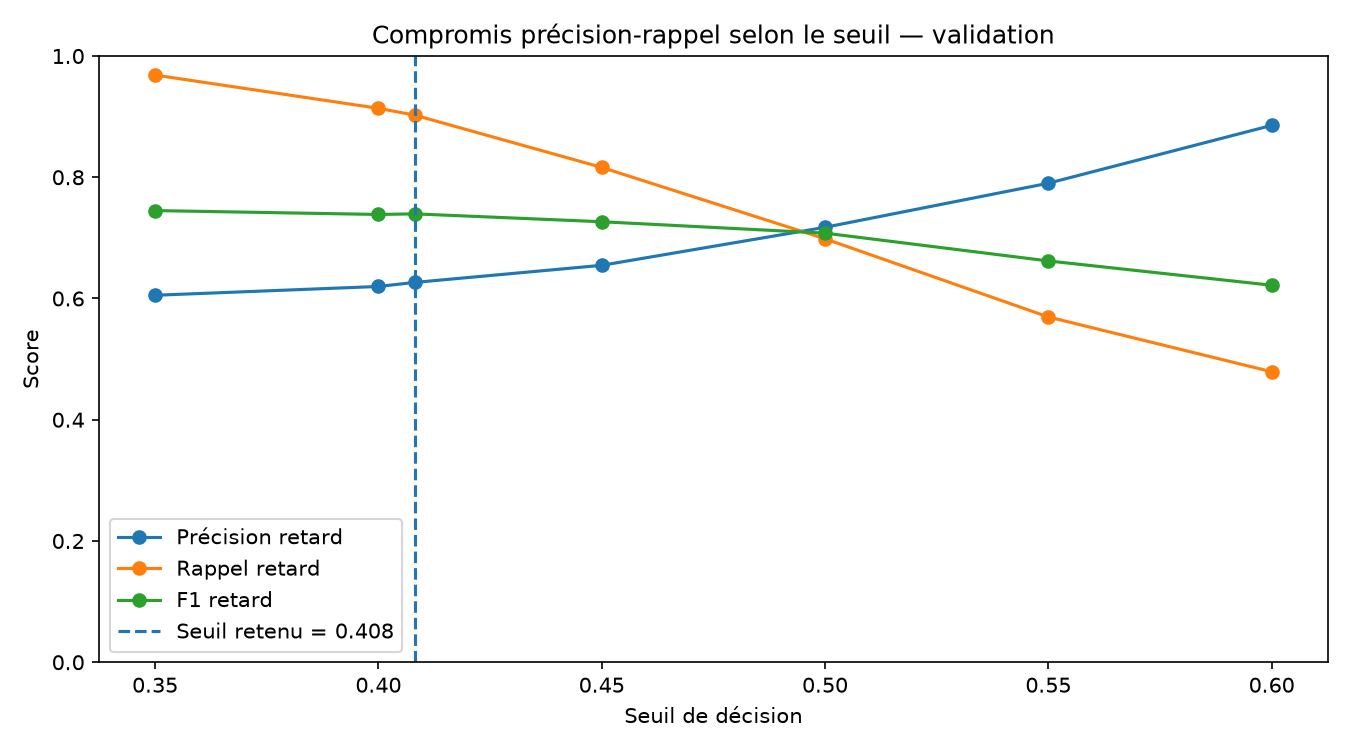 Compromis précision-rappel selon le seuil — validation
1.0
0.8
0.6
0.4
0.2
0.0
Score
Précision retard
Rappel retard
F1 retard
Seuil retenu = 0.408
0.35 0.40 0.45 0.50 0.55 0.60
Seuil de décision